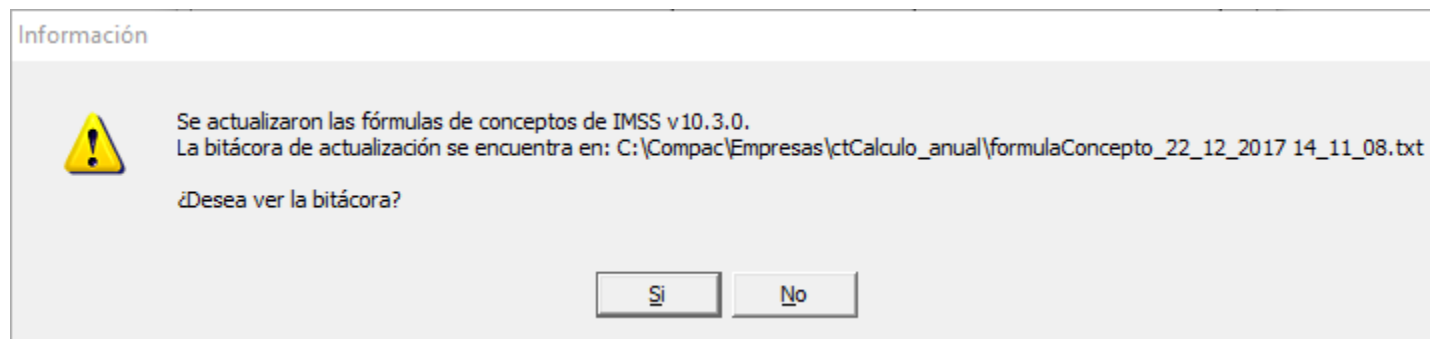 Información
Se actualizaron las fórmulas de conceptos de IMSS v10.3.0.
La bitácora de actualización se encuentra en: C:\Compac\Empresas\ctCalculo_anual\formulaConcepto_22_12_2017 14_11_08.txt
¿Desea ver la bitácora?
Si
No